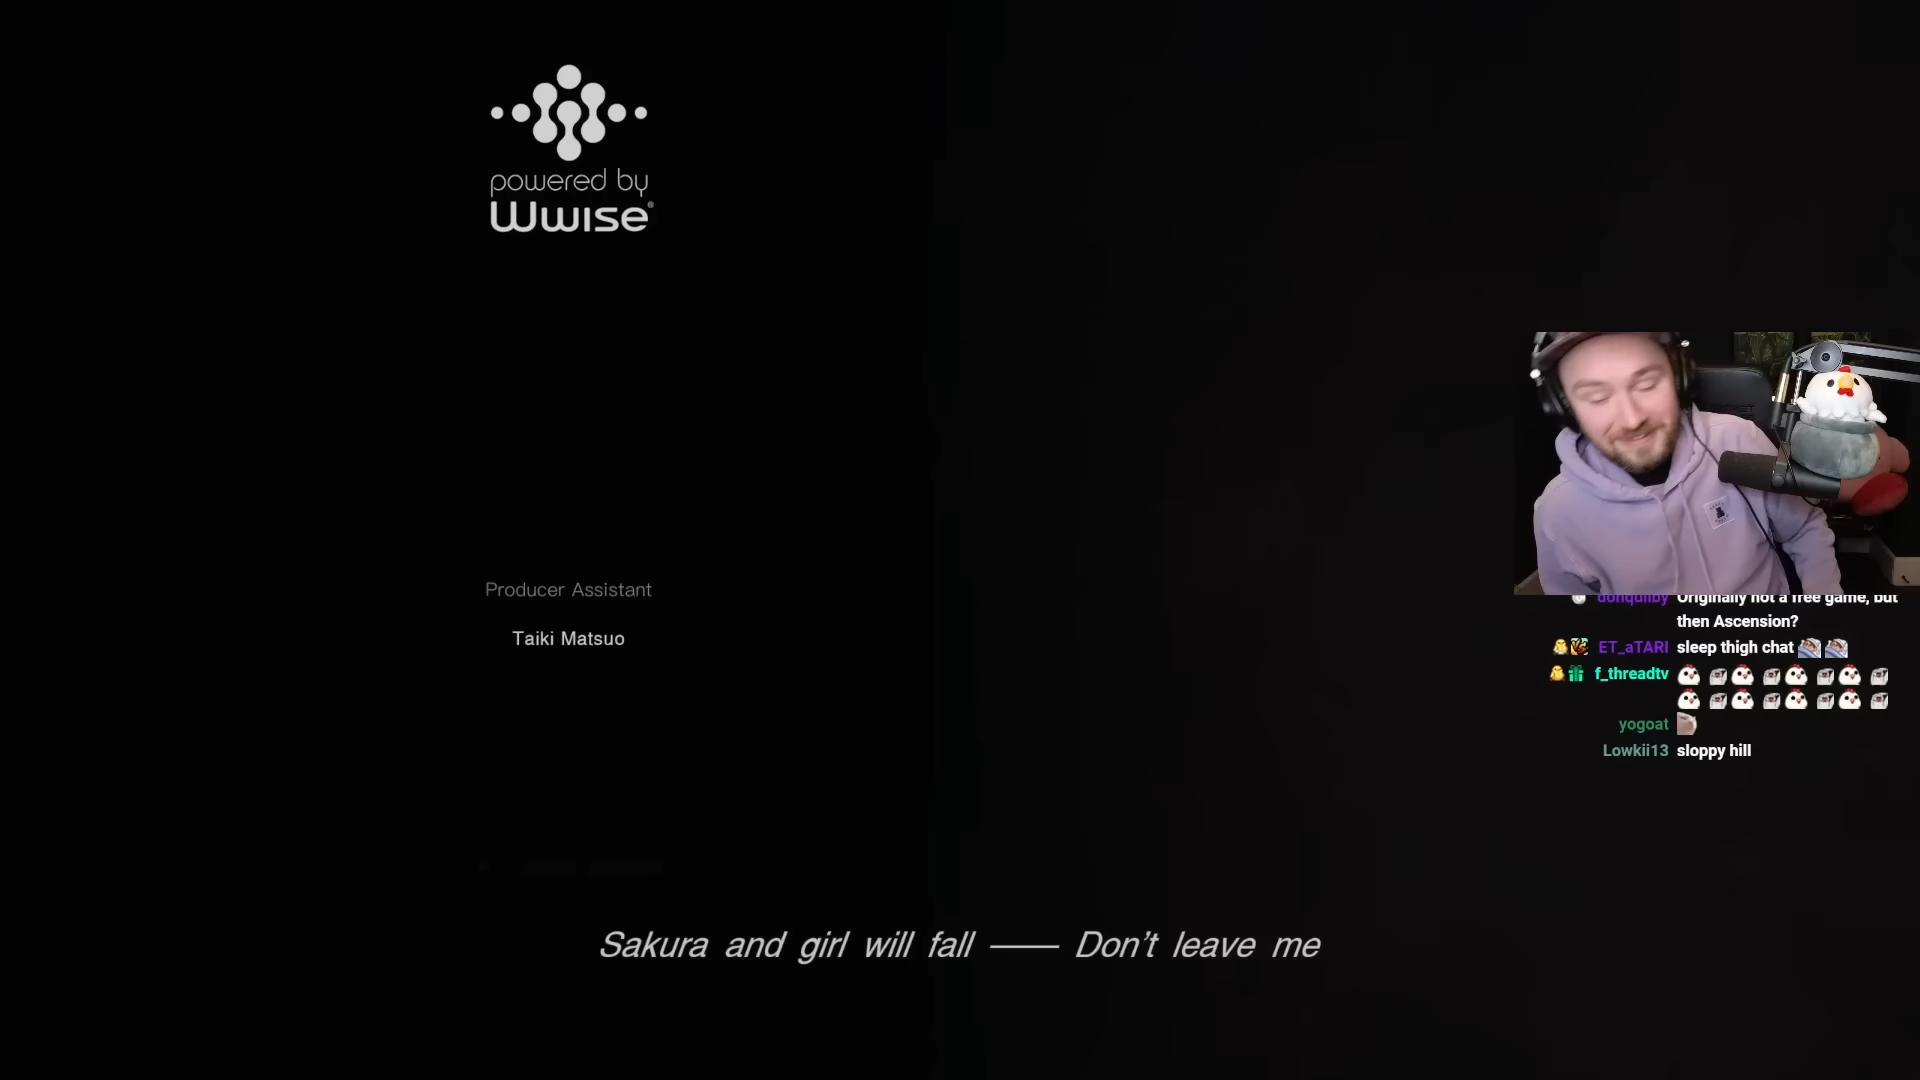 powered by
Wwise®
Producer Assistant
Taiki Matsuo
donquilby Originally not a free game, but
then Ascension?
ET_aTARI sleep thigh chat
f_threadtv
yogoat
Lowkii13 sloppy hill
Sakura and girl will fall —— Don't leave me